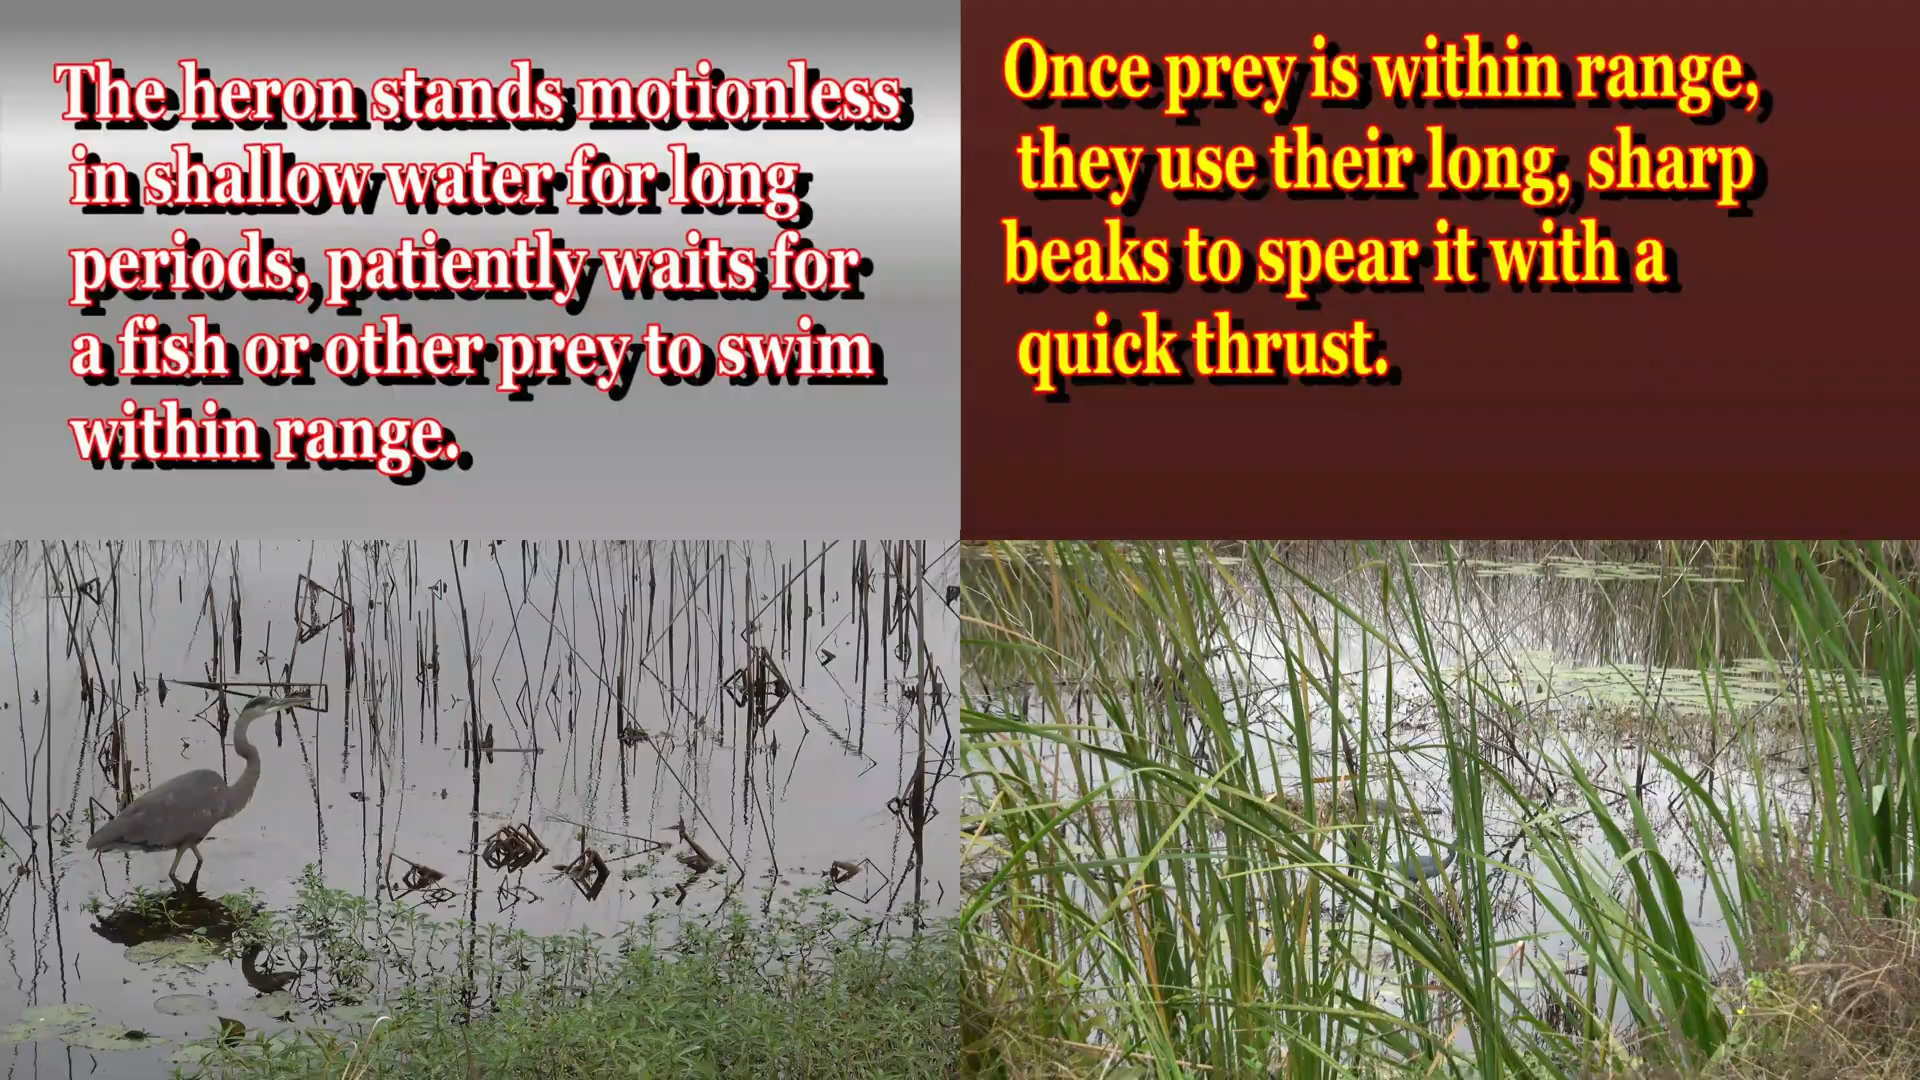 The heron stands motionless
in shallow water for long
periods, patiently waits for
a fish or other prey to swim
within range.
Once prey is within range,
they use their long, sharp
beaks to spear it with a
quick thrust.